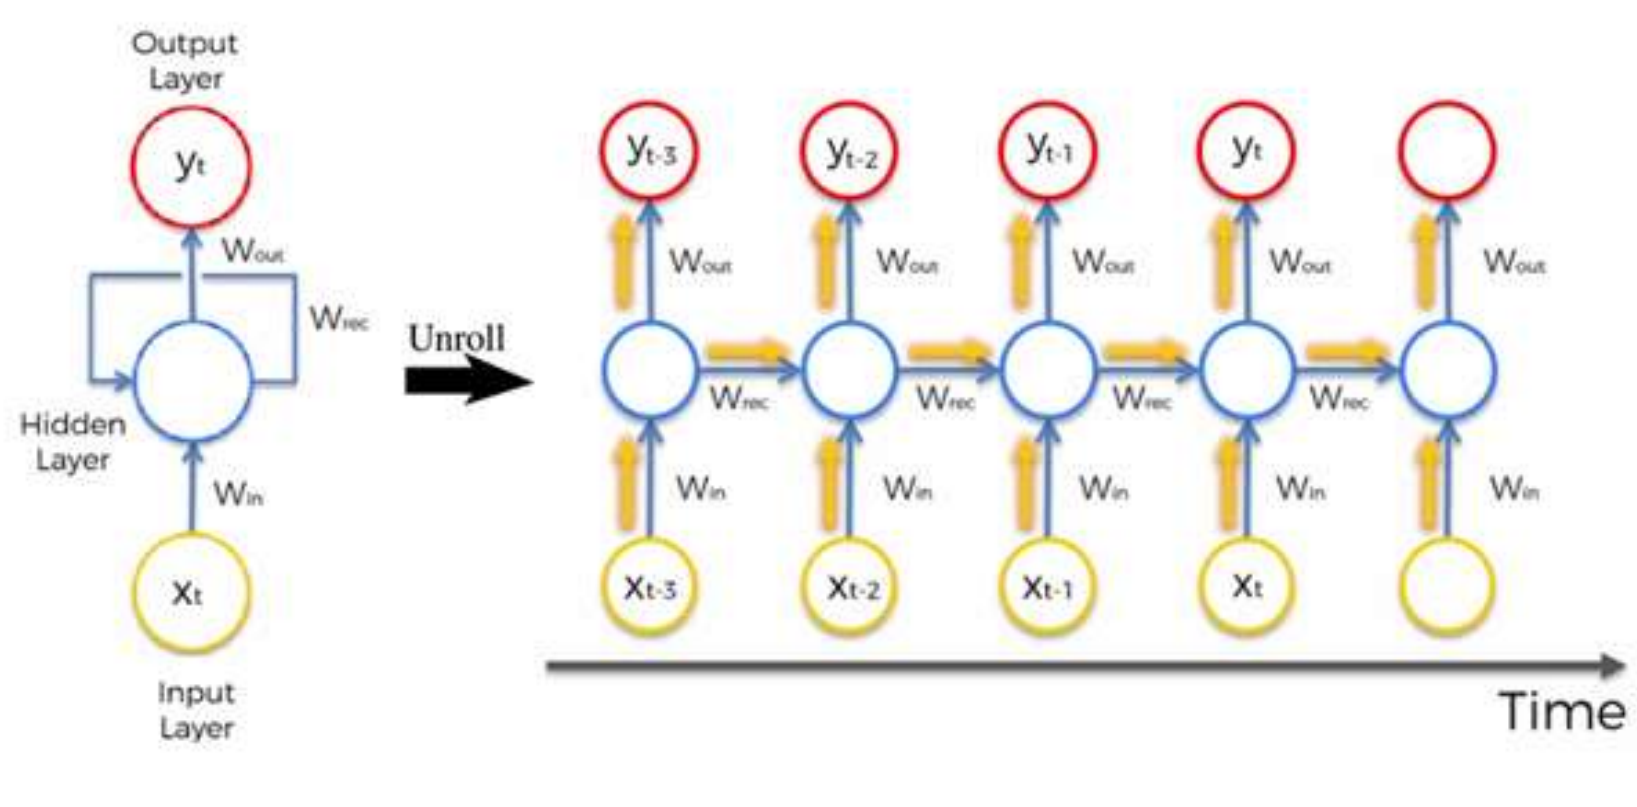 Output
Layer
yt
Wout
Wrec
Hidden
Layer
Win
xt
Input
Layer
Unroll
yt-3 yt-2 yt-1 yt
Wout Wout Wout Wout Wout
Wrec Wrec Wrec Wrec
Win Win Win Win Win
xt-3 xt-2 xt-1 xt
Time